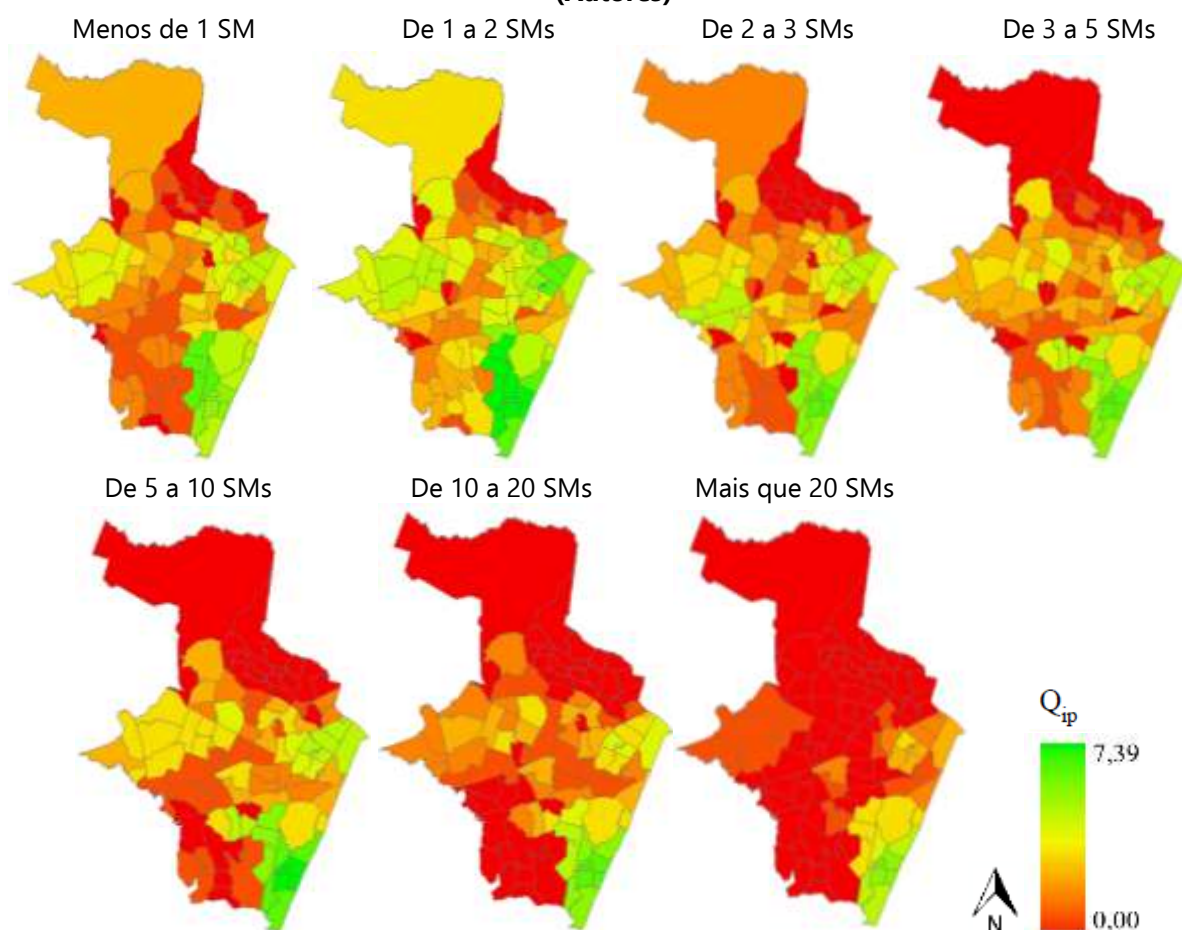 (Autores)
Menos de 1 SM De 1 a 2 SMs De 2 a 3 SMs De 3 a 5 SMs
De 5 a 10 SMs De 10 a 20 SMs Mais que 20 SMs
Qip
7,39
0,00
N